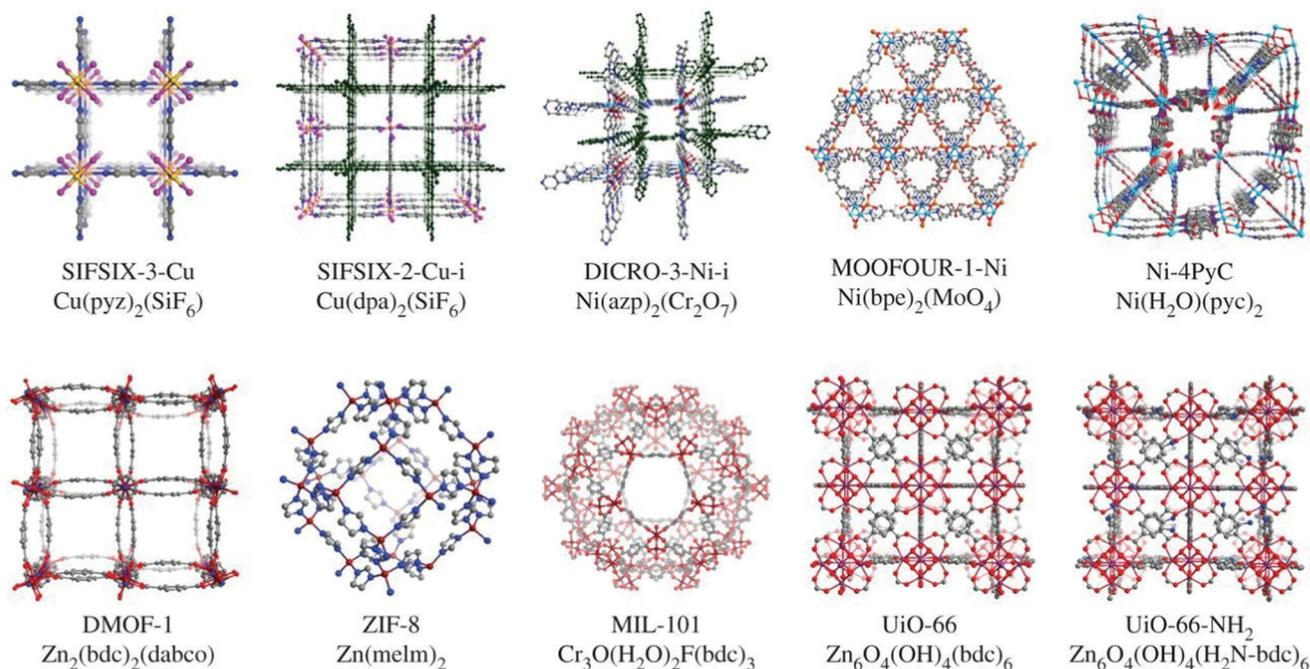 SIFSIX-3-Cu
Cu(pyz)₂(SiF₆)
SIFSIX-2-Cu-i
Cu(dpa)₂(SiF₆)
DICRO-3-Ni-i
Ni(azp)₂(Cr₂O₇)
MOOFOUR-1-Ni
Ni(bpe)₂(MoO₄)
Ni-4PyC
Ni(H₂O)(pyc)₂
DMOF-1
Zn₂(bdc)₂(dabco)
ZIF-8
Zn(melm)₂
MIL-101
Cr₃O(H₂O)₂F(bdc)₃
UiO-66
Zn₆O₄(OH)₄(bdc)₆
UiO-66-NH₂
Zn₆O₄(OH)₄(H₂N-bdc)₆